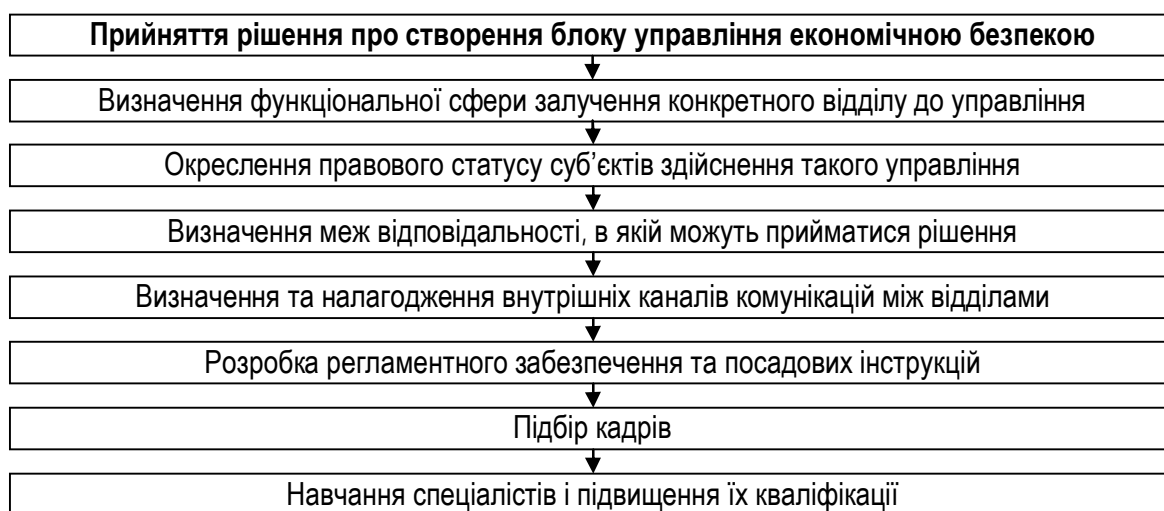 Прийняття рішення про створення блоку управління економічною безпекою
Визначення функціональної сфери залучення конкретного відділу до управління
Окреслення правового статусу суб’єктів здійснення такого управління
Визначення меж відповідальності, в якій можуть прийматися рішення
Визначення та налагодження внутрішніх каналів комунікацій між відділами
Розробка регламентного забезпечення та посадових інструкцій
Підбір кадрів
Навчання спеціалістів і підвищення їх кваліфікації